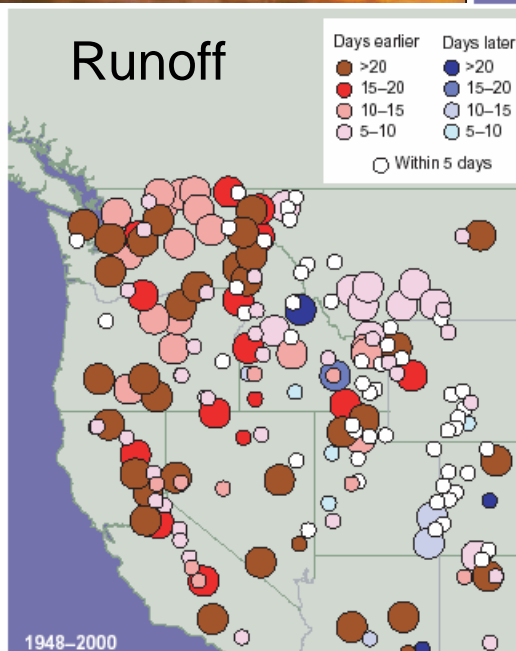 Runoff
Days earlier Days later
>20 >20
15–20 15–20
10–15 10–15
5–10 5–10
Within 5 days
1948–2000